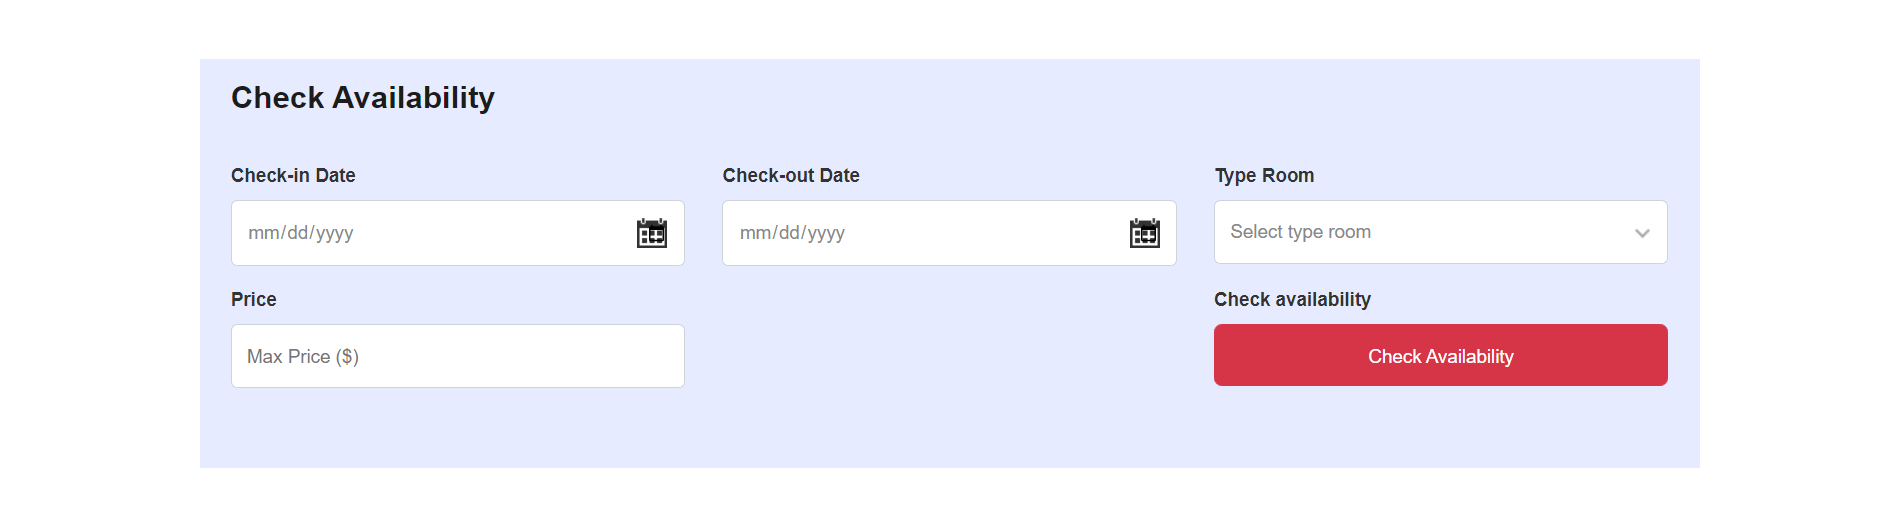 Check Availability
Check-in Date
Check-out Date
Type Room
mm/dd/yyyy
mm/dd/yyyy
Select type room
Price
Check availability
Max Price ($)
Check Availability